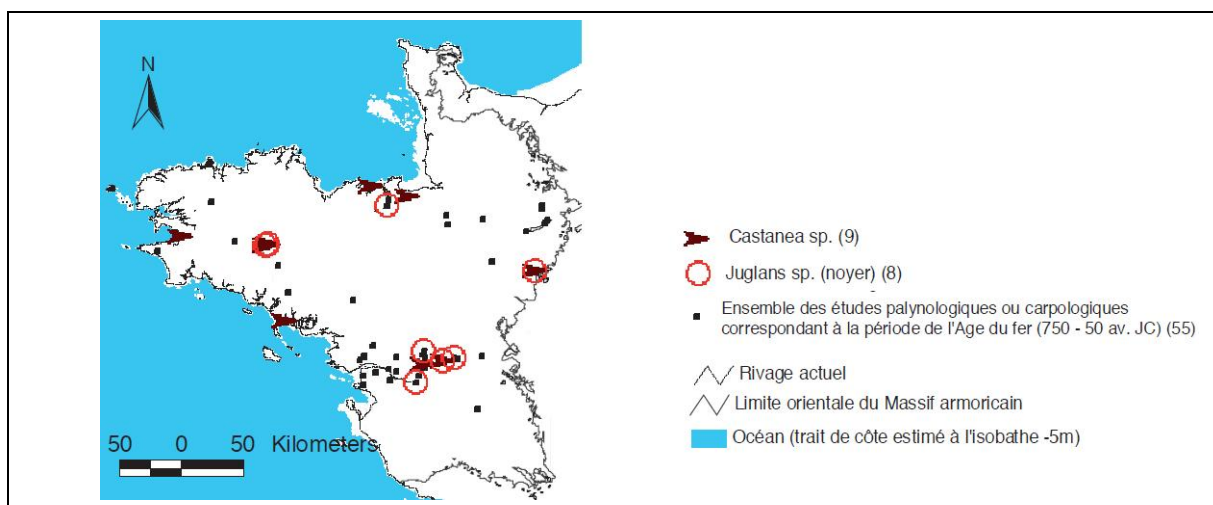 N
50 0 50 Kilometers
Castanea sp. (9)
Juglans sp. (noyer) (8)
Ensemble des études palynologiques ou carpologiques
correspondant à la période de l'Age du fer (750 - 50 av. JC) (55)
Rivage actuel
Limite orientale du Massif armoricain
Océan (trait de côte estimé à l'isobathe -5m)